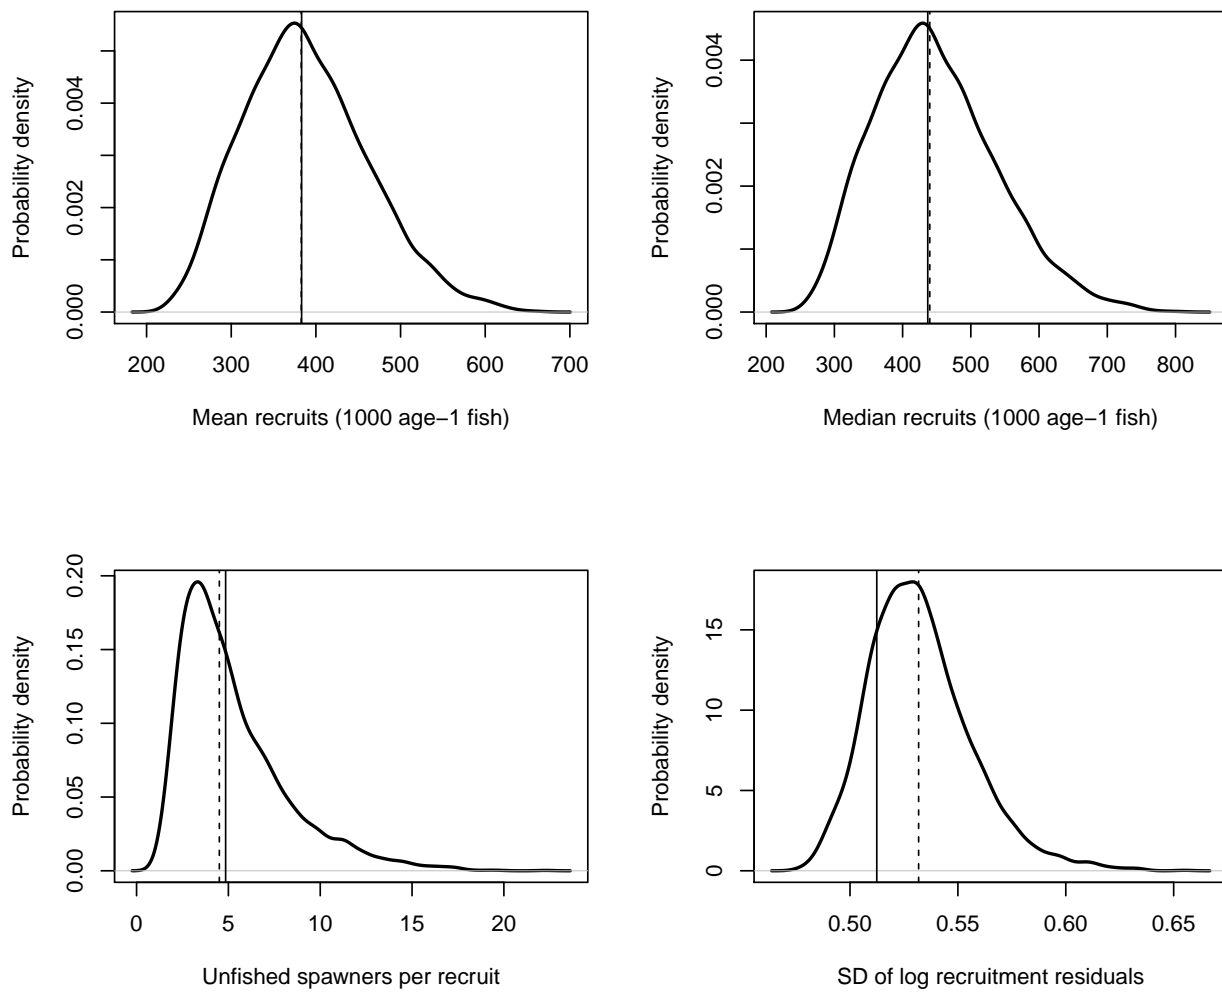 Probability density
0.000
0.002
0.004
200 300 400 500 600 700
Mean recruits (1000 age−1 fish)
Probability density
0.000
0.002
0.004
200 300 400 500 600 700 800
Median recruits (1000 age−1 fish)
Probability density
0.00
0.05
0.10
0.15
0.20
0 5 10 15 20
Unfished spawners per recruit
Probability density
0
5
10
15
0.50 0.55 0.60 0.65
SD of log recruitment residuals